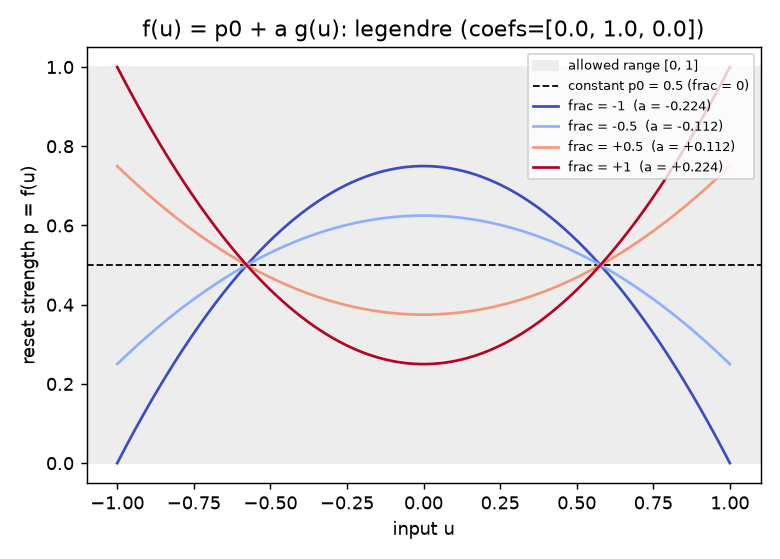 f(u) = p0 + a g(u): legendre (coefs=[0.0, 1.0, 0.0])
allowed range [0, 1]
constant p0 = 0.5 (frac = 0)
frac = -1  (a = -0.224)
frac = -0.5  (a = -0.112)
frac = +0.5  (a = +0.112)
frac = +1  (a = +0.224)
reset strength p = f(u)
1.0
0.8
0.6
0.4
0.2
0.0
−1.00 −0.75 −0.50 −0.25 0.00 0.25 0.50 0.75 1.00
input u